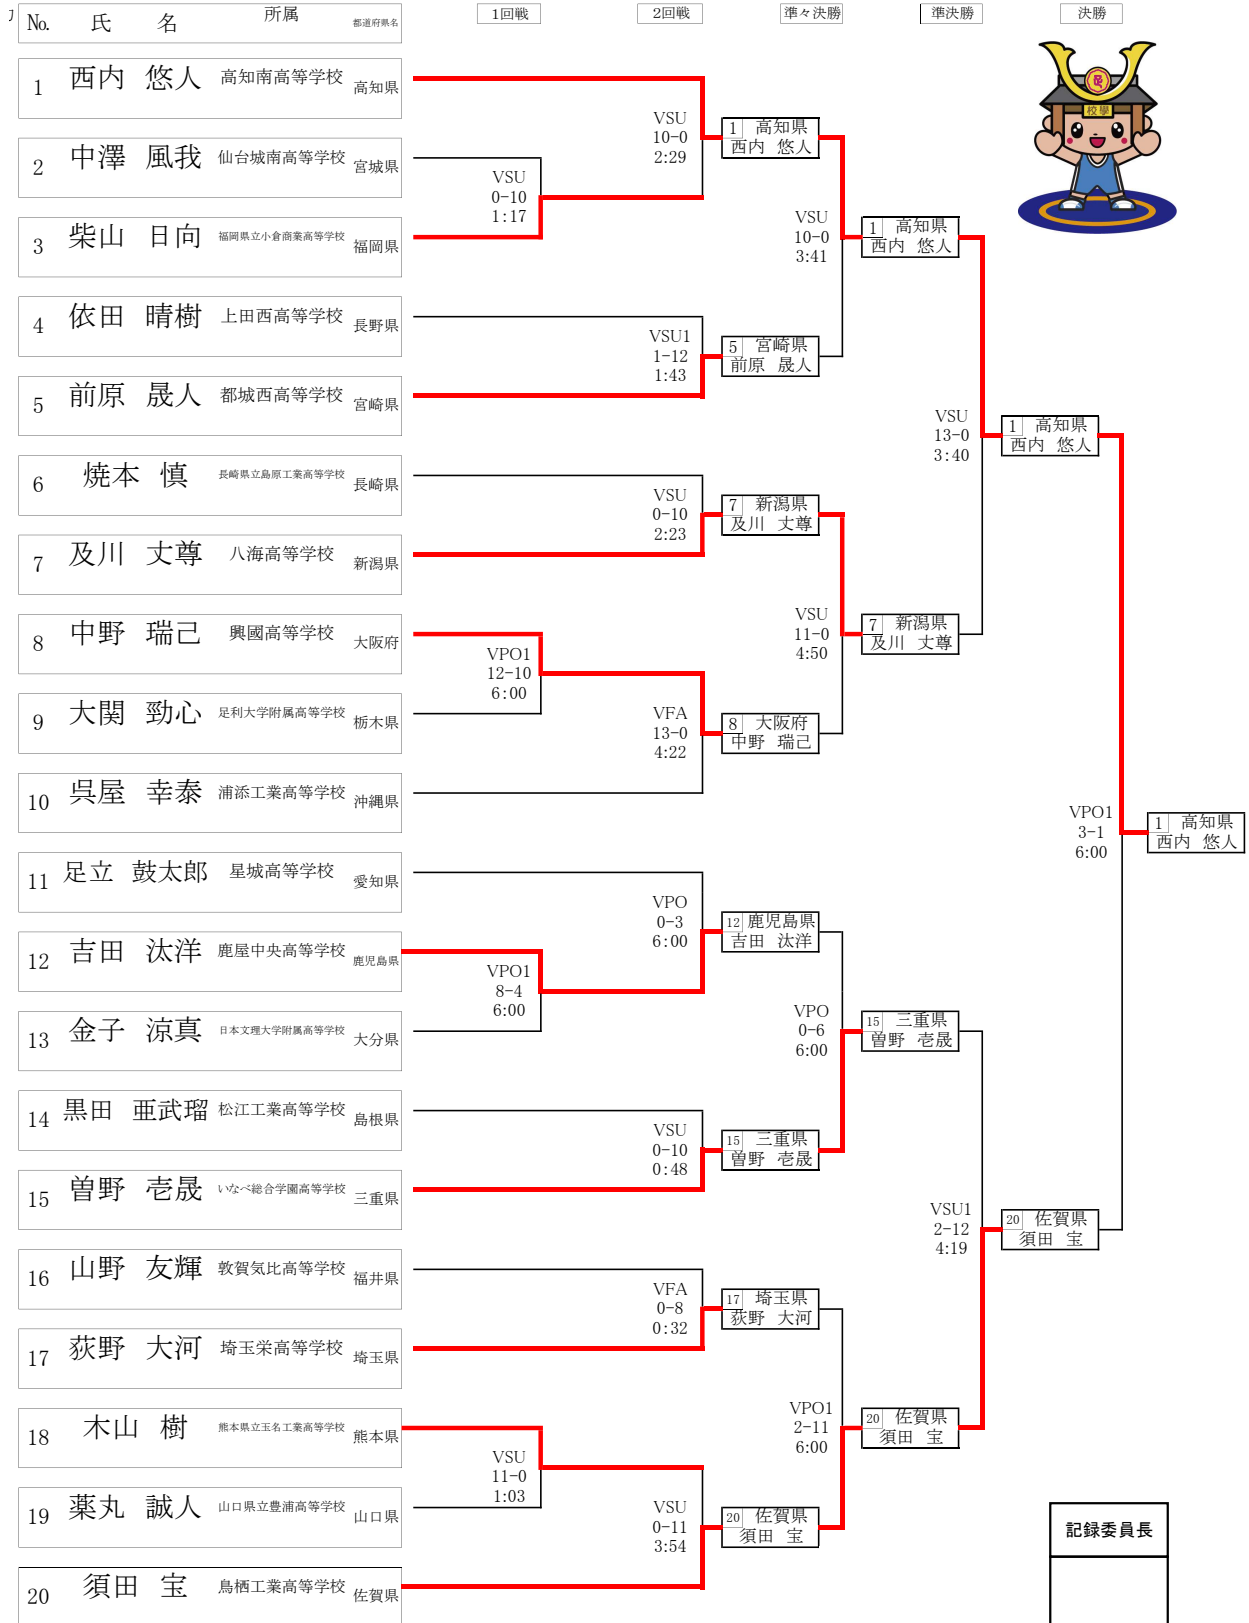 No. 氏 名 所属 都道府県名 1回戦 2回戦 準々決勝 準決勝 決勝
1 西内 悠人 高知南高等学校 高知県
2 中澤 風我 仙台城南高等学校 宮城県
3 柴山 日向 福岡県立小倉商業高等学校 福岡県
4 依田 晴樹 上田西高等学校 長野県
5 前原 晟人 都城西高等学校 宮崎県
6 焼本 慎 長崎県立島原工業高等学校 長崎県
7 及川 丈尊 八海高等学校 新潟県
8 中野 瑞己 興國高等学校 大阪府
9 大関 勁心 足利大学附属高等学校 栃木県
10 呉屋 幸泰 浦添工業高等学校 沖縄県
11 足立 鼓太郎 星城高等学校 愛知県
12 吉田 汰洋 鹿屋中央高等学校 鹿児島県
13 金子 涼真 日本文理大学附属高等学校 大分県
14 黒田 亜武瑠 松江工業高等学校 島根県
15 曽野 壱晟 いなべ総合学園高等学校 三重県
16 山野 友輝 敦賀気比高等学校 福井県
17 荻野 大河 埼玉栄高等学校 埼玉県
18 木山 樹 熊本県立玉名工業高等学校 熊本県
19 薬丸 誠人 山口県立豊浦高等学校 山口県
20 須田 宝 鳥栖工業高等学校 佐賀県
VSU
0-10
1:17
VPO1
12-10
6:00
VPO1
8-4
6:00
VSU
11-0
1:03
VSU
10-0
2:29
VSU1
1-12
1:43
VSU
0-10
2:23
VFA
13-0
4:22
VPO
0-3
6:00
VSU
0-10
0:48
VFA
0-8
0:32
VSU
0-11
3:54
1 高知県
西内 悠人
5 宮崎県
前原 晟人
7 新潟県
及川 丈尊
8 大阪府
中野 瑞己
12 鹿児島県
吉田 汰洋
15 三重県
曽野 壱晟
17 埼玉県
荻野 大河
20 佐賀県
須田 宝
VSU
10-0
3:41
VSU
11-0
4:50
VPO
0-6
6:00
VPO1
2-11
6:00
1 高知県
西内 悠人
7 新潟県
及川 丈尊
15 三重県
曽野 壱晟
20 佐賀県
須田 宝
VSU
13-0
3:40
VSU1
2-12
4:19
1 高知県
西内 悠人
20 佐賀県
須田 宝
VPO1
3-1
6:00
1 高知県
西内 悠人
校學
記録委員長